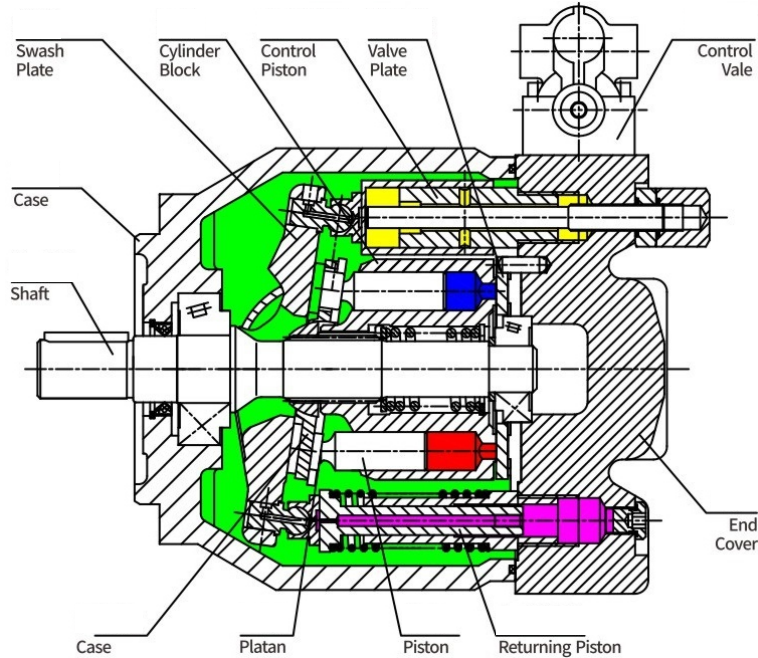 Swash
Plate
Cylinder
Block
Control
Piston
Valve
Plate
Control
Vale
Case
Shaft
End
Cover
Case
Platan
Piston
Returning Piston